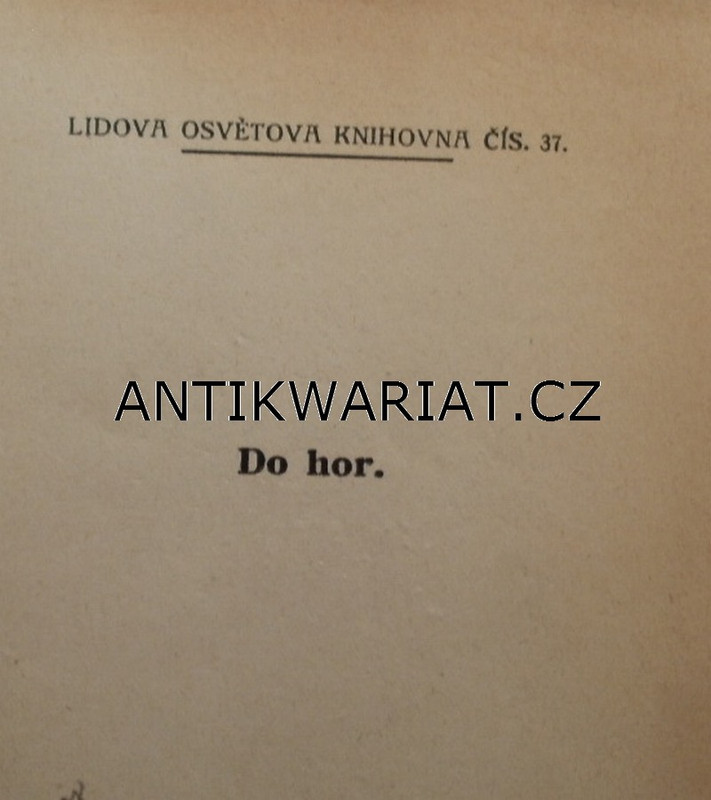 LIDOVA OSVĚTOVA KNIHOVNA ČÍS. 37.
ANTIKWARIAT.CZ
Do hor.